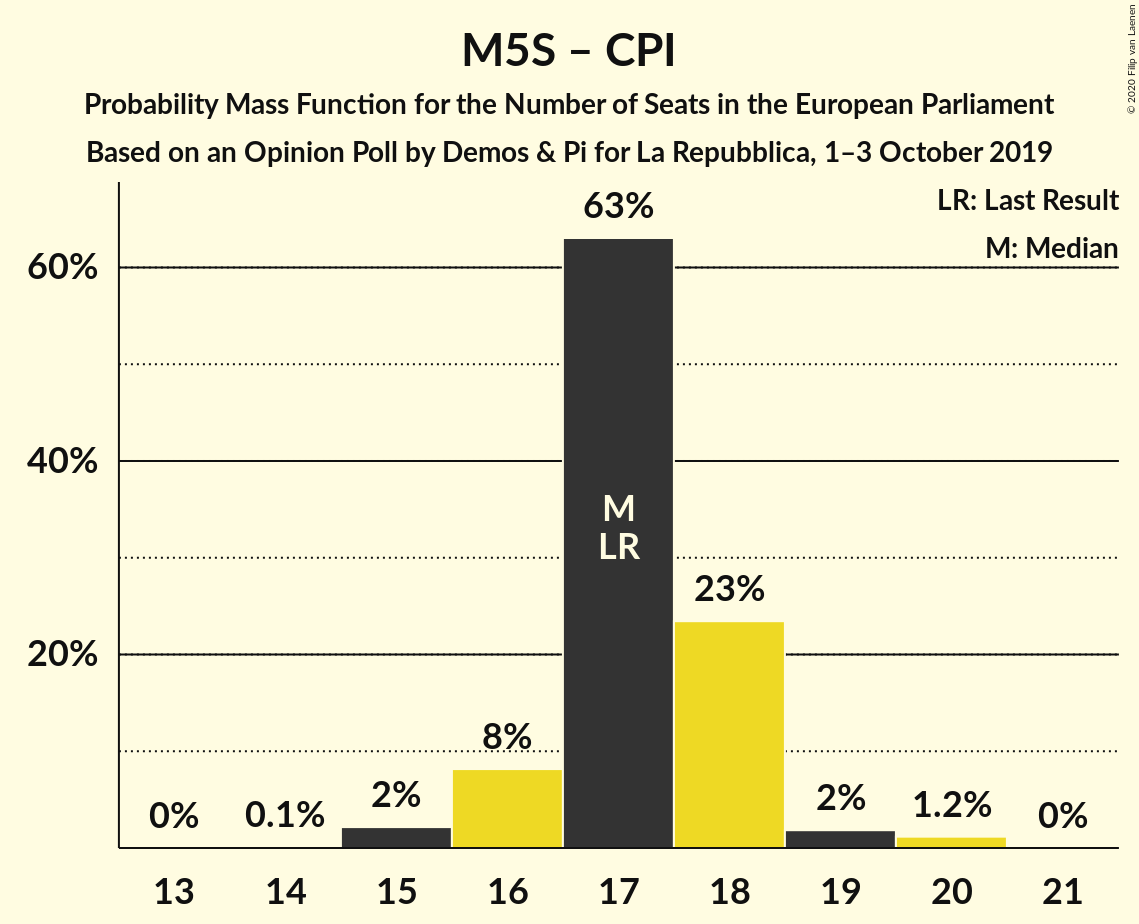 M5S – CPI
Probability Mass Function for the Number of Seats in the European Parliament
Based on an Opinion Poll by Demos & Pi for La Repubblica, 1–3 October 2019
© 2020 Filip van Laenen
LR: Last Result
M: Median
60%
40%
20%
0%
0.1%
2%
8%
63%
M
LR
23%
2%
1.2%
0%
13 14 15 16 17 18 19 20 21